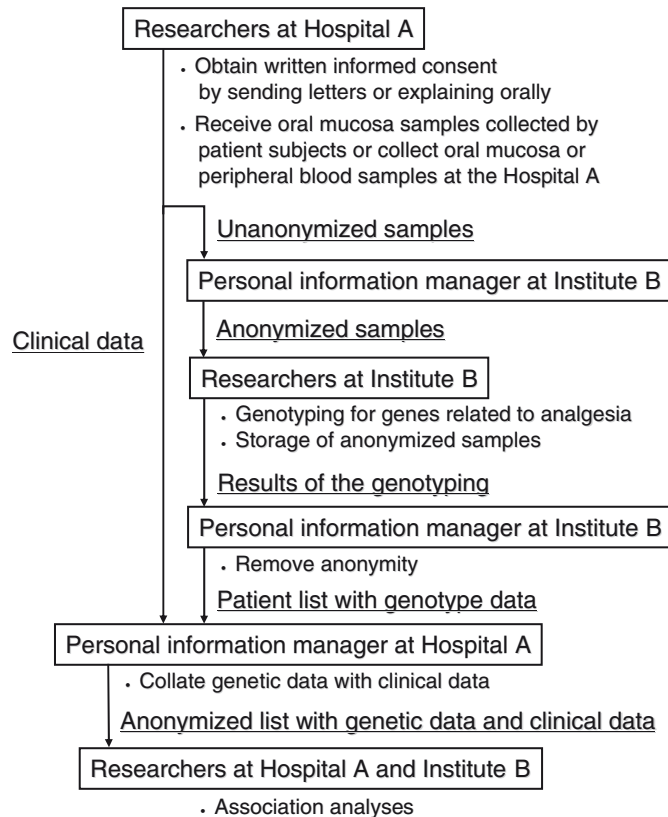 Researchers at Hospital A
· Obtain written informed consent
by sending letters or explaining orally
· Receive oral mucosa samples collected by
patient subjects or collect oral mucosa or
peripheral blood samples at the Hospital A
Unanonymized samples
Personal information manager at Institute B
Clinical data
Anonymized samples
Researchers at Institute B
· Genotyping for genes related to analgesia
· Storage of anonymized samples
Results of the genotyping
Personal information manager at Institute B
· Remove anonymity
Patient list with genotype data
Personal information manager at Hospital A
· Collate genetic data with clinical data
Anonymized list with genetic data and clinical data
Researchers at Hospital A and Institute B
· Association analyses